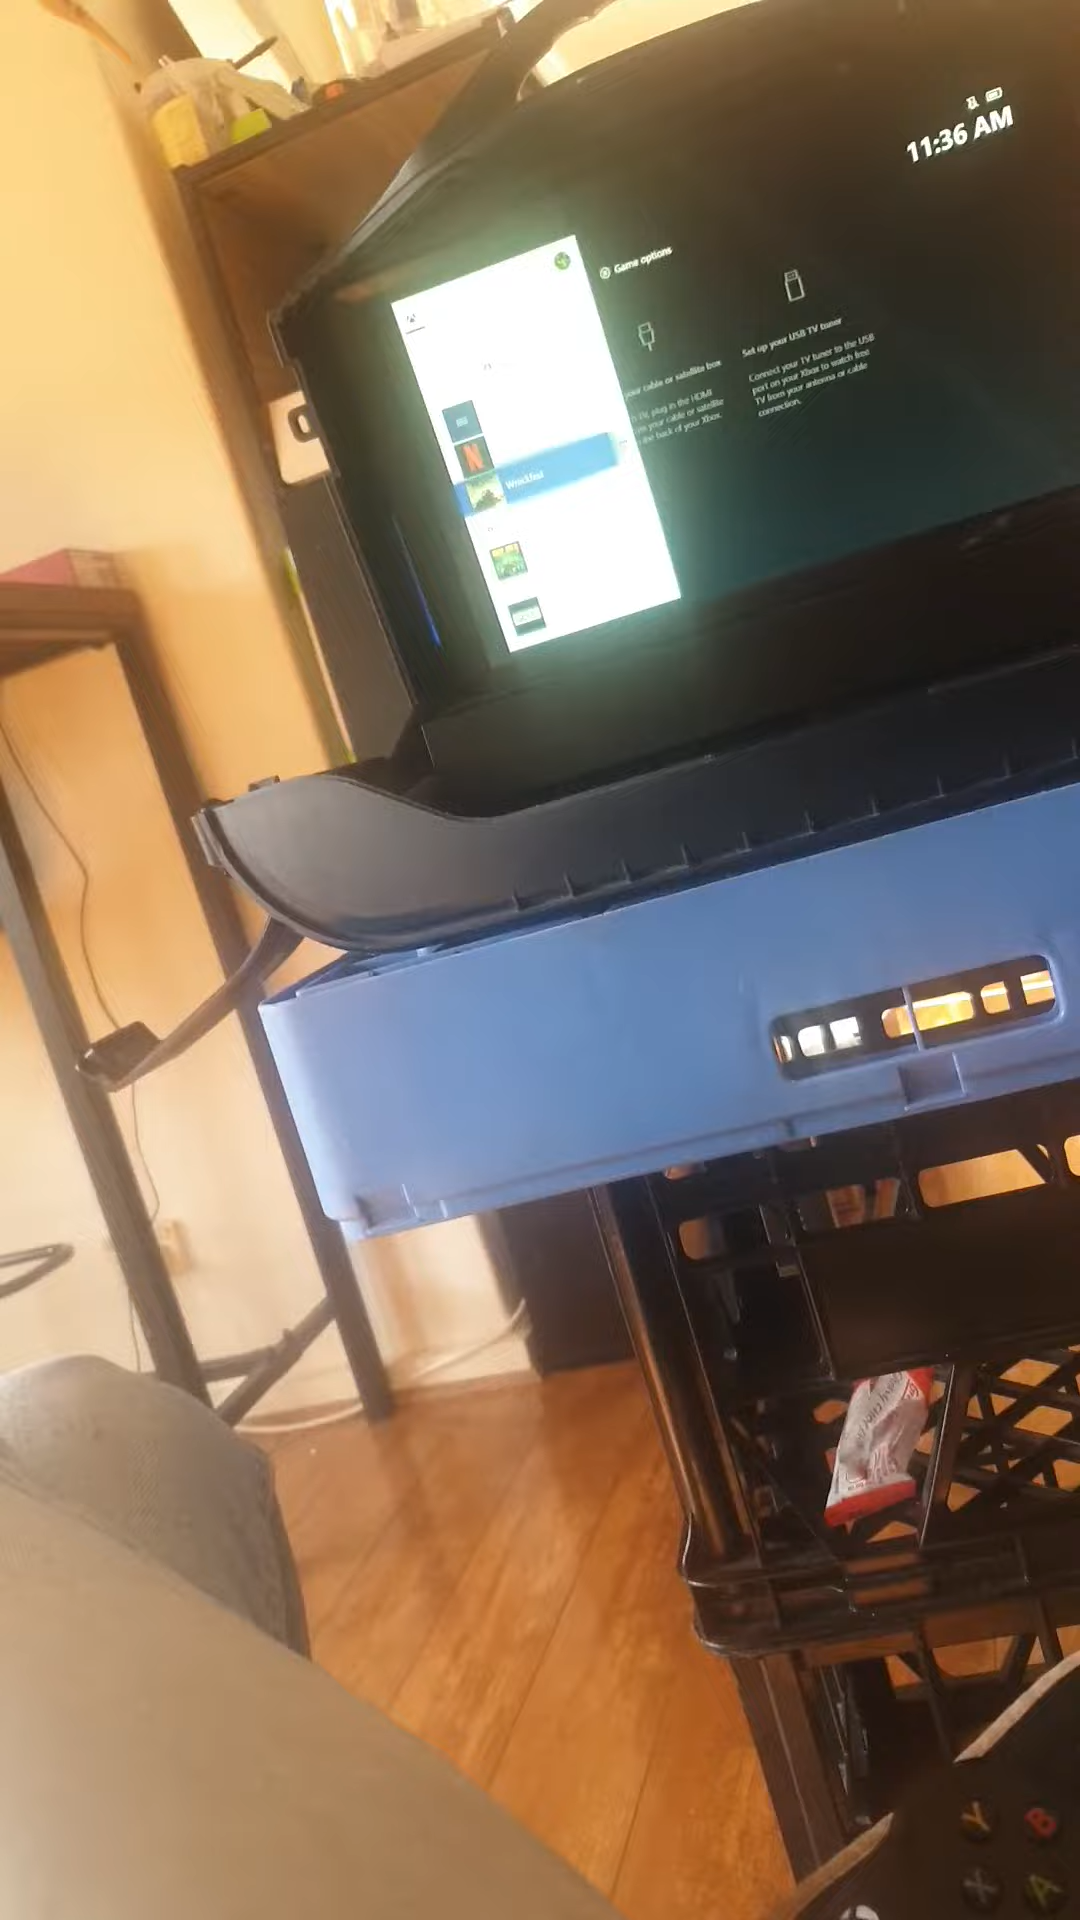 11:36 AM
Game options
your cable or satellite box
TV, plug in the HDMI
your cable or satellite
the back of your Xbox.
Set up your USB TV tuner
Connect your TV tuner to the USB
port on your Xbox to watch free
TV from your antenna or cable
connection.
N
Wreckfest
Y
B
X
A